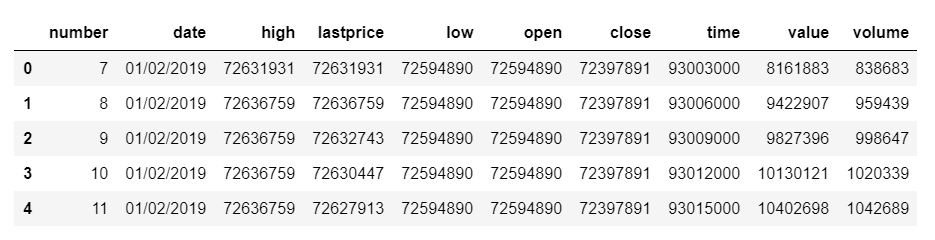 number date high lastprice low open close time value volume
0 7 01/02/2019 72631931 72631931 72594890 72594890 72397891 93003000 8161883 838683
1 8 01/02/2019 72636759 72636759 72594890 72594890 72397891 93006000 9422907 959439
2 9 01/02/2019 72636759 72632743 72594890 72594890 72397891 93009000 9827396 998647
3 10 01/02/2019 72636759 72630447 72594890 72594890 72397891 93012000 10130121 1020339
4 11 01/02/2019 72636759 72627913 72594890 72594890 72397891 93015000 10402698 1042689